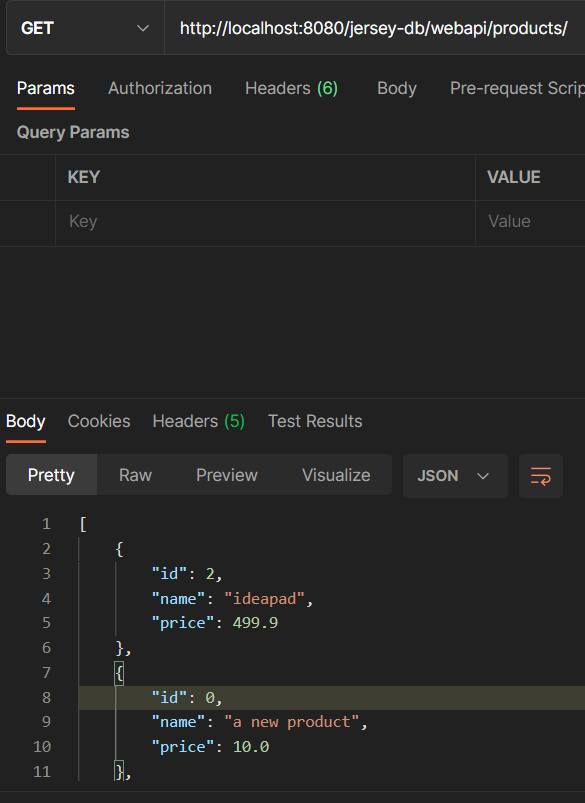 GET http://localhost:8080/jersey-db/webapi/products/
Params Authorization Headers (6) Body Pre-request Scrip
Query Params
KEY VALUE
Key Value
Body Cookies Headers (5) Test Results
Pretty Raw Preview Visualize JSON
1 [
2 {
3 "id": 2,
4 "name": "ideapad",
5 "price": 499.9
6 },
7 {
8 "id": 0,
9 "name": "a new product",
10 "price": 10.0
11 },